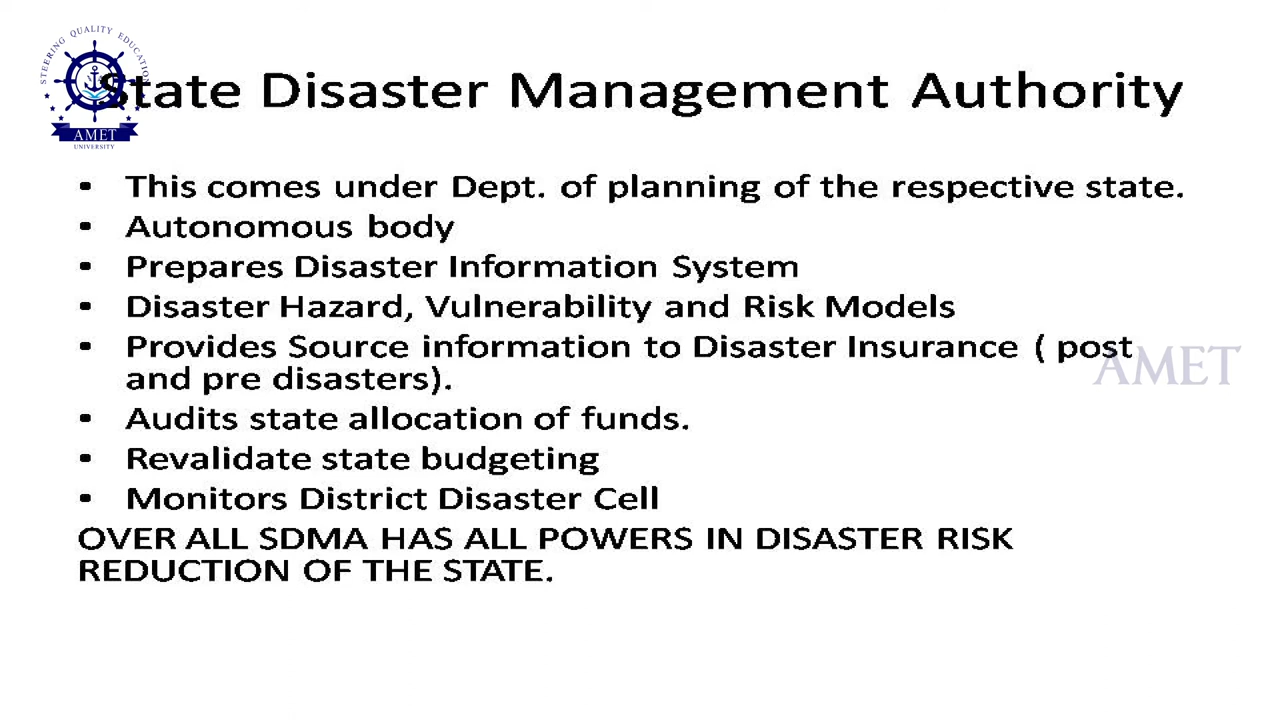 STEERING QUALITY EDUCATION
AMET
UNIVERSITY
State Disaster Management Authority
• This comes under Dept. of planning of the respective state.
• Autonomous body
• Prepares Disaster Information System
• Disaster Hazard, Vulnerability and Risk Models
• Provides Source information to Disaster Insurance ( post
and pre disasters).
AMET
• Audits state allocation of funds.
• Revalidate state budgeting
• Monitors District Disaster Cell
OVER ALL SDMA HAS ALL POWERS IN DISASTER RISK
REDUCTION OF THE STATE.